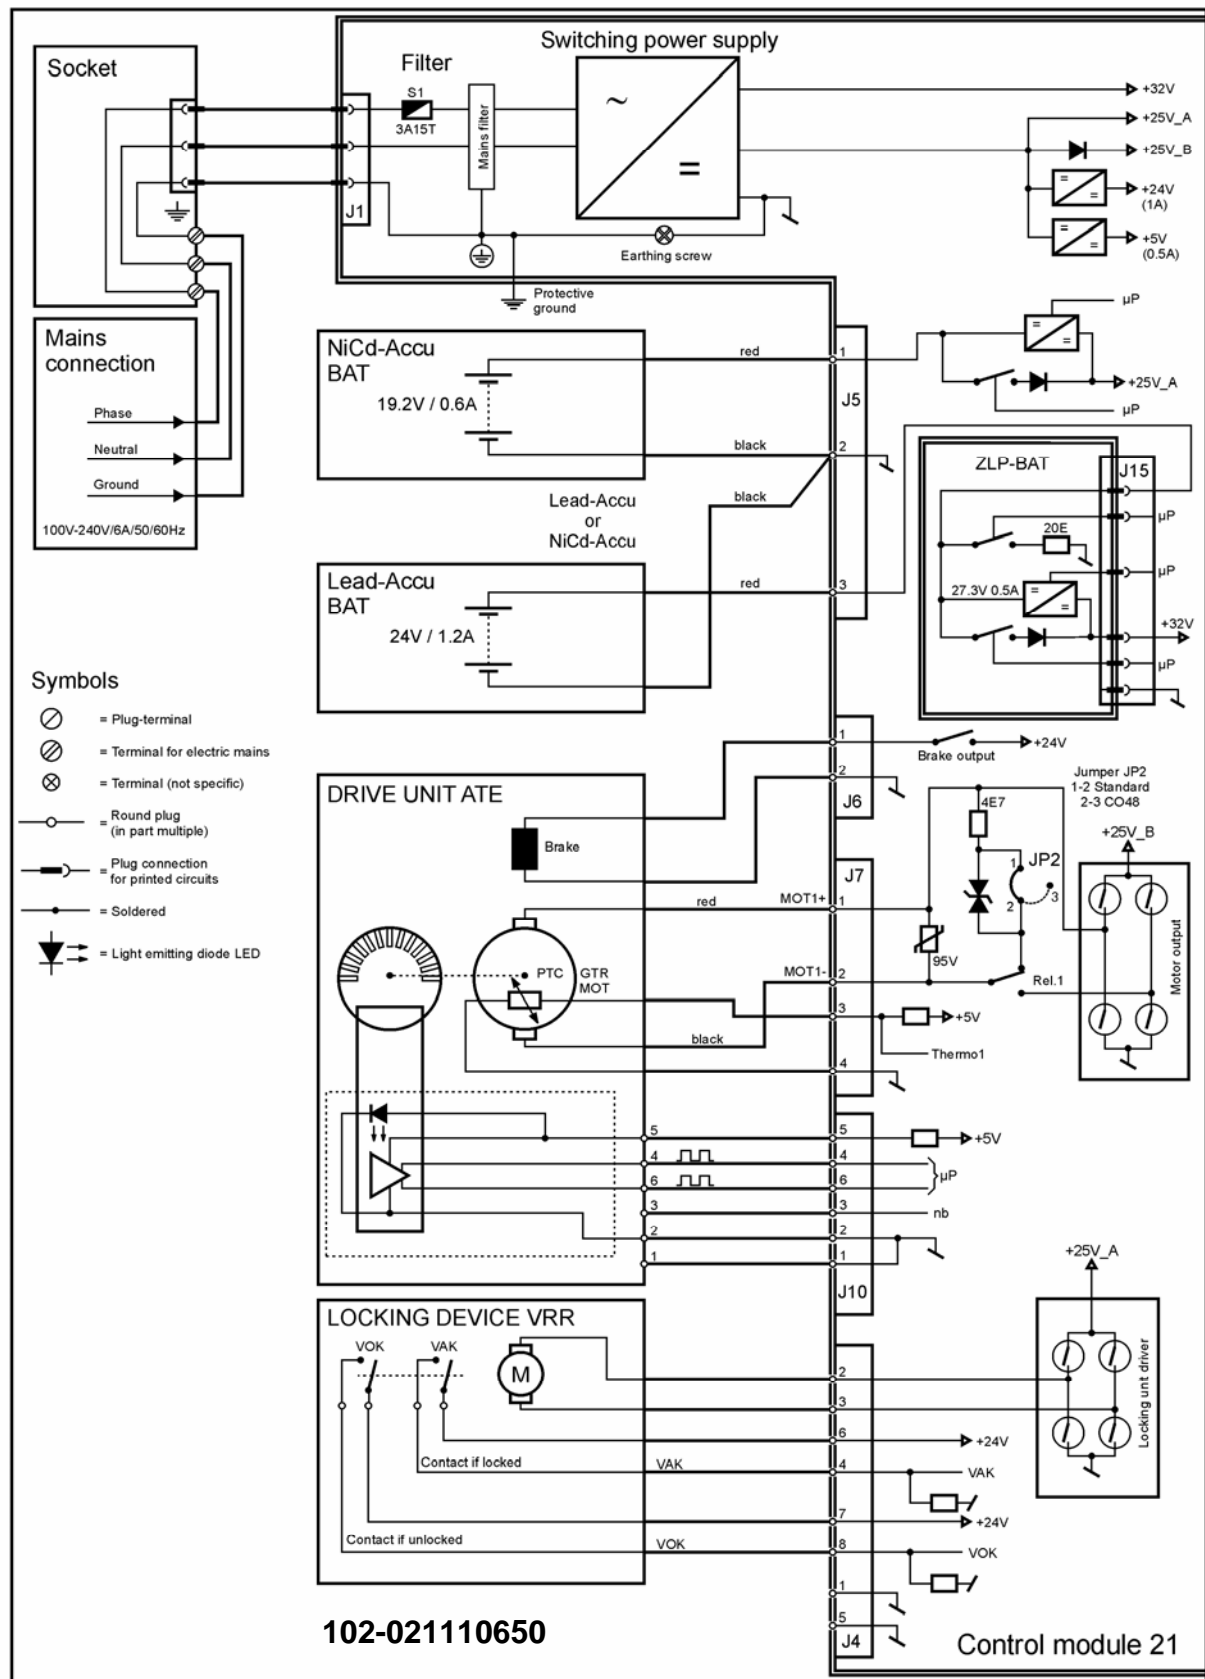 Switching power supply
Socket
Filter
S1
3A15T
Mains filter
~
=
+32V
+25V_A
+25V_B
= =
+24V
(1A)
= =
+5V
(0.5A)
J1
Earthing screw
Protective
ground
Mains
connection
Phase
Neutral
Ground
100V-240V/6A/50/60Hz
NiCd-Accu
BAT
19.2V / 0.6A
red
black
1
J5
2
µP
= =
+25V_A
µP
black
Lead-Accu
or
NiCd-Accu
Lead-Accu
BAT
24V / 1.2A
red
3
ZLP-BAT
J15
µP
20E
µP
27.3V 0.5A
= =
+32V
µP
Symbols
= Plug-terminal
= Terminal for electric mains
= Terminal (not specific)
= Round plug
(in part multiple)
= Plug connection
for printed circuits
= Soldered
= Light emitting diode LED
DRIVE UNIT ATE
Brake
1
2
J6
Brake output
+24V
Jumper JP2
1-2 Standard
2-3 CO48
4E7
+25V_B
JP2
1
2
3
J7
red
MOT1+
1
95V
PTC
GTR
MOT
MOT1-
2
Rel.1
Motor output
3
+5V
black
Thermo1
4
5
5
+5V
4
4
6
6
µP
3
3
nb
2
2
1
1
J10
+25V_A
LOCKING DEVICE VRR
VOK
VAK
M
2
3
Locking unt driver
6
+24V
Contact if locked
VAK
4
VAK
7
+24V
Contact if unlocked
VOK
8
VOK
1
5
J4
102-021110650
Control module 21